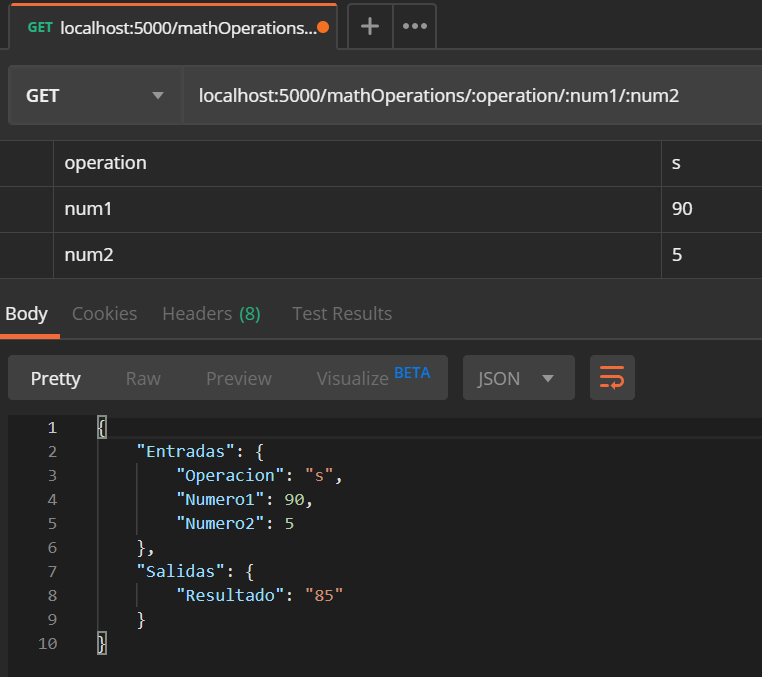 GET localhost:5000/mathOperations...
GET localhost:5000/mathOperations/:operation/:num1/:num2
operation s
num1 90
num2 5
Body Cookies Headers (8) Test Results
Pretty Raw Preview Visualize BETA JSON
1 {
2 "Entradas": {
3 "Operacion": "s",
4 "Numero1": 90,
5 "Numero2": 5
6 },
7 "Salidas": {
8 "Resultado": "85"
9 }
10 }